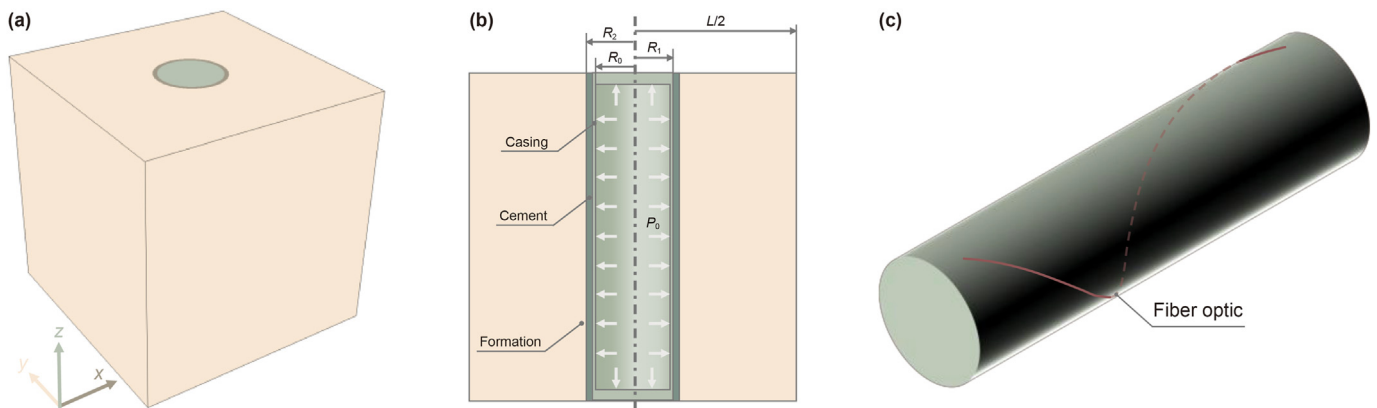 (a)
z
y
x
(b)
L/2
R2
R1
R0
Casing
Cement
P0
Formation
(c)
Fiber optic